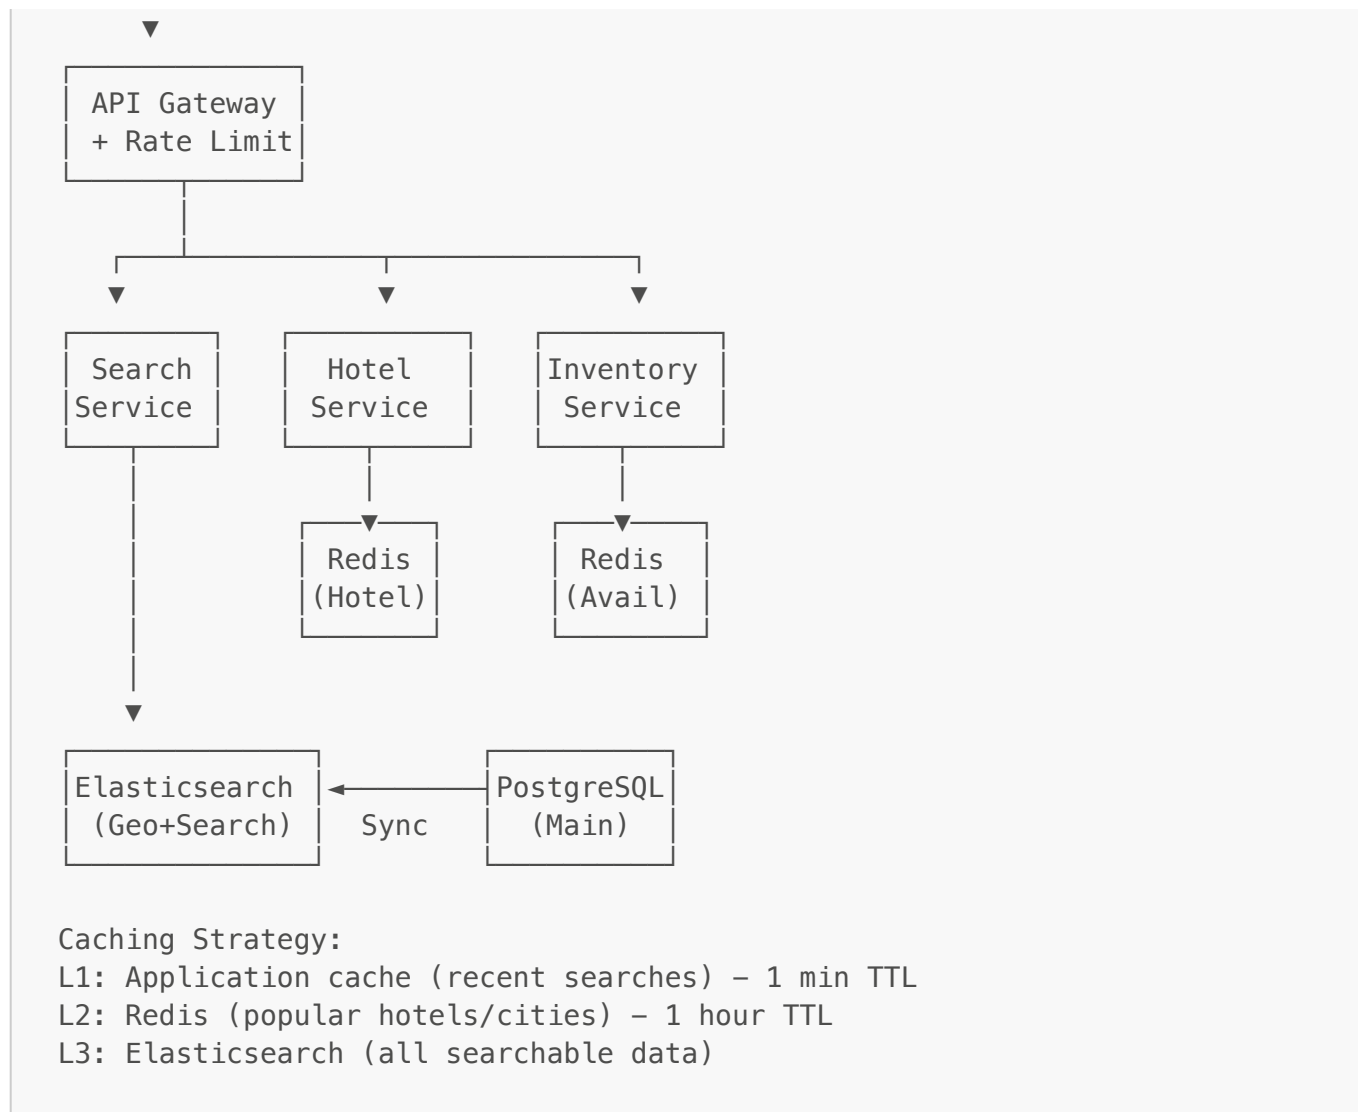 API Gateway
+ Rate Limit
Search Hotel Inventory
Service Service Service
Redis Redis
(Hotel) (Avail)
Elasticsearch PostgreSQL
(Geo+Search) Sync (Main)
Caching Strategy:
L1: Application cache (recent searches) – 1 min TTL
L2: Redis (popular hotels/cities) – 1 hour TTL
L3: Elasticsearch (all searchable data)